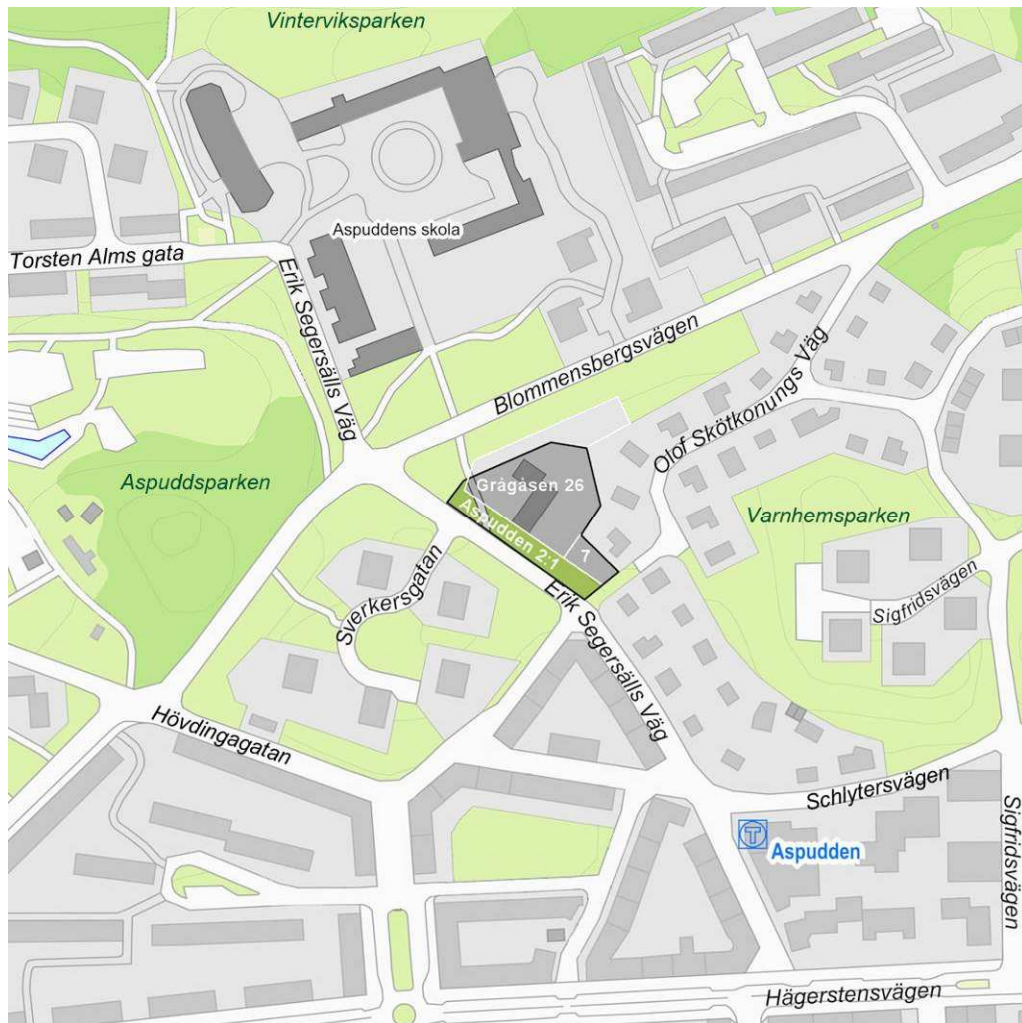 Vinterviksparken
Aspuddens skola
Torsten Alms gata
Erik Segersälls Väg
Blommensbergsvägen
Olof Skötkonungs Väg
Aspuddsparken
Grågåsen 26
Aspudden 2:1
7
Varnhemsparken
Sverkersgatan
Erik Segersälls Väg
Sigfridsvägen
Hövdingagatan
Schlytersvägen
T
Aspudden
Sigfridsvägen
Hägerstensvägen